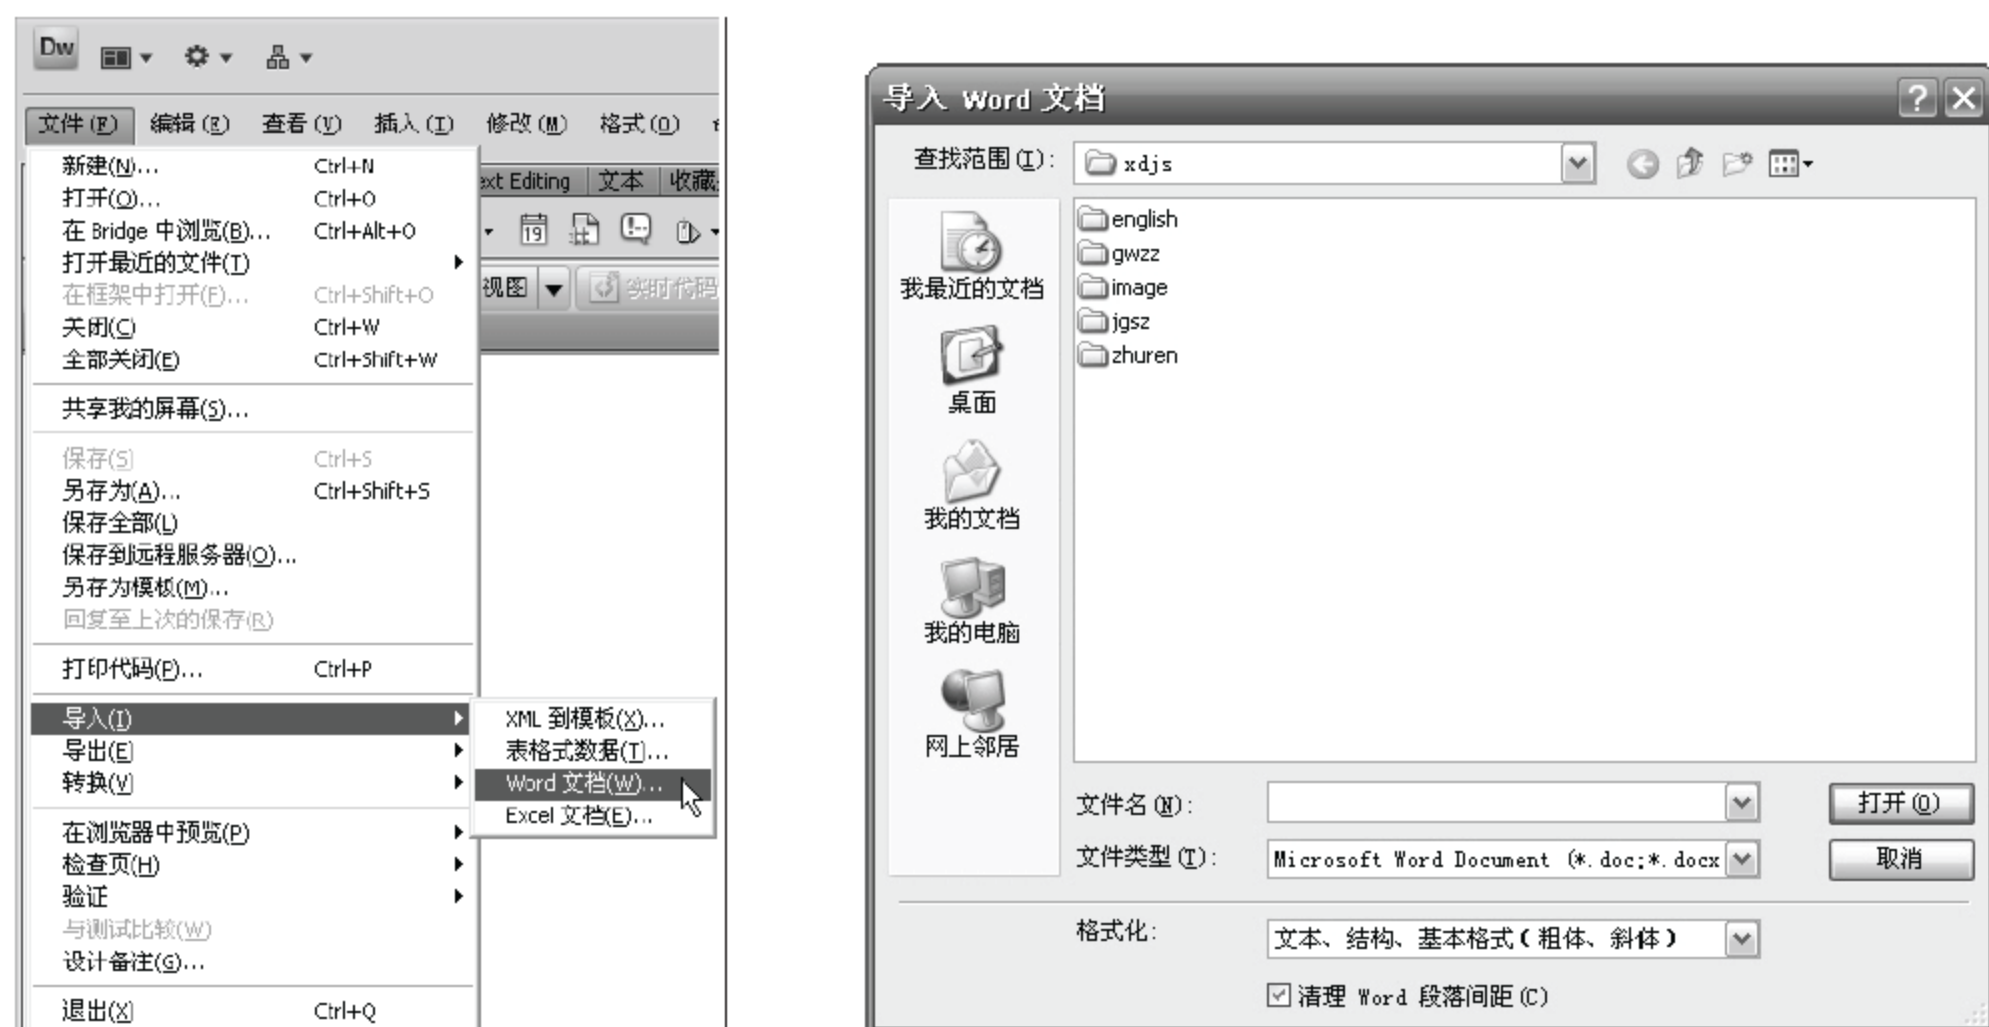 Dw
文件(F) 编辑(E) 查看(V) 插入(I) 修改(M) 格式(O)
新建(N)... Ctrl+N
打开(O)... Ctrl+O
在 Bridge 中浏览(B)... Ctrl+Alt+O
打开最近的文件(T)
在框架中打开(F)... Ctrl+Shift+O
关闭(C) Ctrl+W
全部关闭(E) Ctrl+Shift+W
共享我的屏幕(S)...
保存(S) Ctrl+S
另存为(A)... Ctrl+Shift+S
保存全部(L)
保存到远程服务器(O)...
另存为模板(M)...
回复至上次的保存(R)
打印代码(P)... Ctrl+P
导入(I)
导出(E)
转换(V)
在浏览器中预览(P)
检查页(H)
验证
与测试比较(W)
设计备注(G)...
退出(X) Ctrl+Q
ext Editing 文本 收藏
19
视图 实时代码
XML 到模板(X)...
表格式数据(T)...
Word 文档(W)...
Excel 文档(E)...
导入 Word 文档
查找范围(I): xdjs
我最近的文档
桌面
我的文档
我的电脑
网上邻居
english
gwzz
image
jgsz
zhuren
文件名(N): 打开(O)
文件类型(T): Microsoft Word Document (*.doc;*.docx 取消
格式化: 文本、结构、基本格式(粗体、斜体)
清理 Word 段落间距(C)